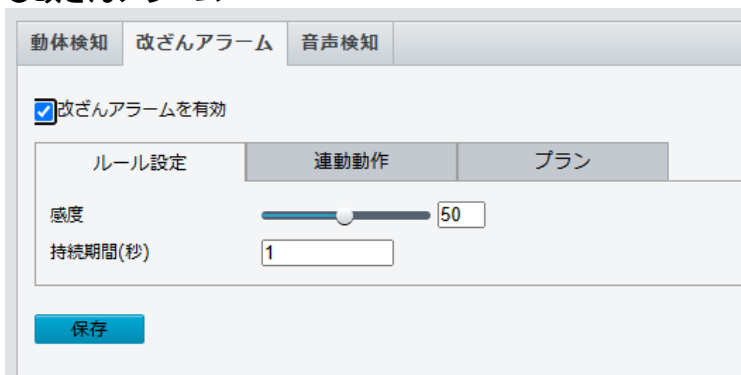 動体検知 改ざんアラーム 音声検知
改ざんアラームを有効
ルール設定 連動動作 プラン
感度 50
持続期間(秒) 1
保存